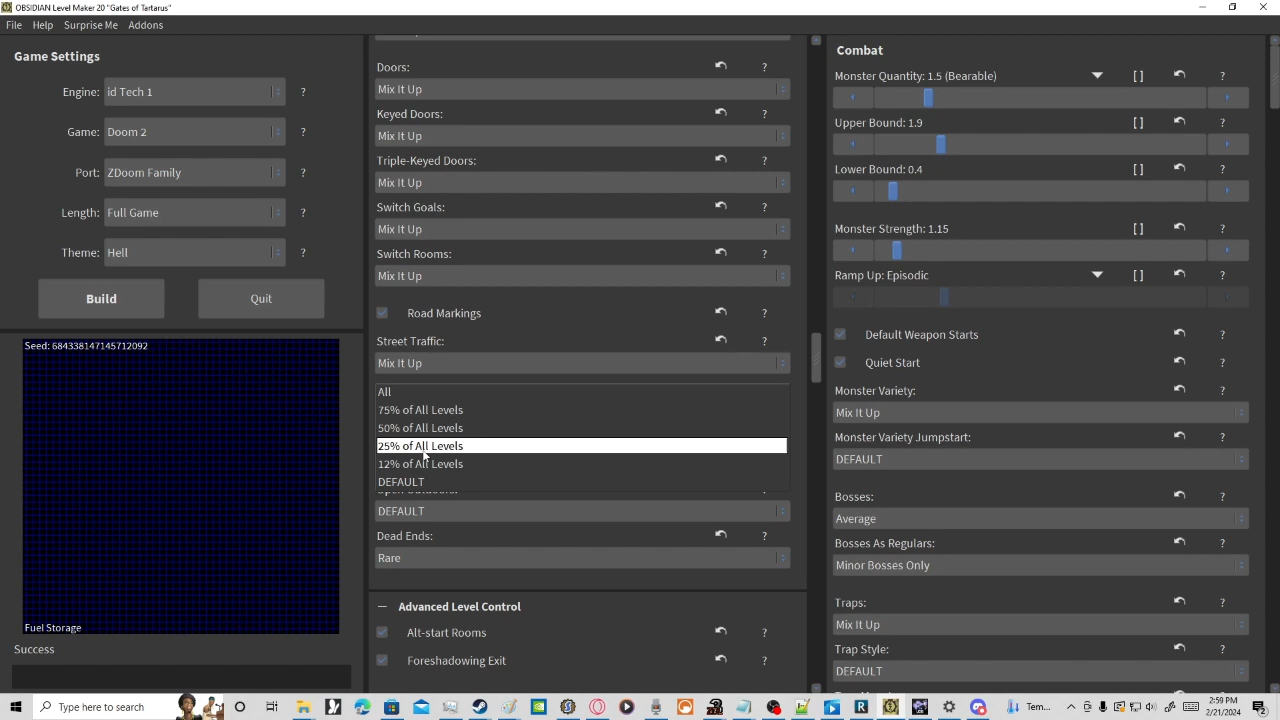 OBSIDIAN Level Maker 20 "Gates of Tartarus"
File Help Surprise Me Addons
Game Settings
Engine: id Tech 1 ?
Game: Doom 2 ?
Port: ZDoom Family ?
Length: Full Game ?
Theme: Hell ?
Build Quit
Seed: 684338147145712092
Fuel Storage
Success
Doors: ?
Mix It Up
Keyed Doors: ?
Mix It Up
Triple-Keyed Doors: ?
Mix It Up
Switch Goals: ?
Mix It Up
Switch Rooms: ?
Mix It Up
Road Markings ?
Street Traffic: ?
Mix It Up
All
75% of All Levels
50% of All Levels
25% of All Levels
12% of All Levels
DEFAULT
DEFAULT
Dead Ends: ?
Rare
Advanced Level Control
Alt-start Rooms ?
Foreshadowing Exit ?
Combat
Monster Quantity: 1.5 (Bearable) [ ] ?
Upper Bound: 1.9 [ ] ?
Lower Bound: 0.4 [ ] ?
Monster Strength: 1.15 [ ] ?
Ramp Up: Episodic [ ] ?
Default Weapon Starts ?
Quiet Start ?
Monster Variety: ?
Mix It Up
Monster Variety Jumpstart: ?
DEFAULT
Bosses: ?
Average
Bosses As Regulars: ?
Minor Bosses Only
Traps: ?
Mix It Up
Trap Style: ?
DEFAULT
Type here to search
Tem...
2:59 PM
2/21/2024